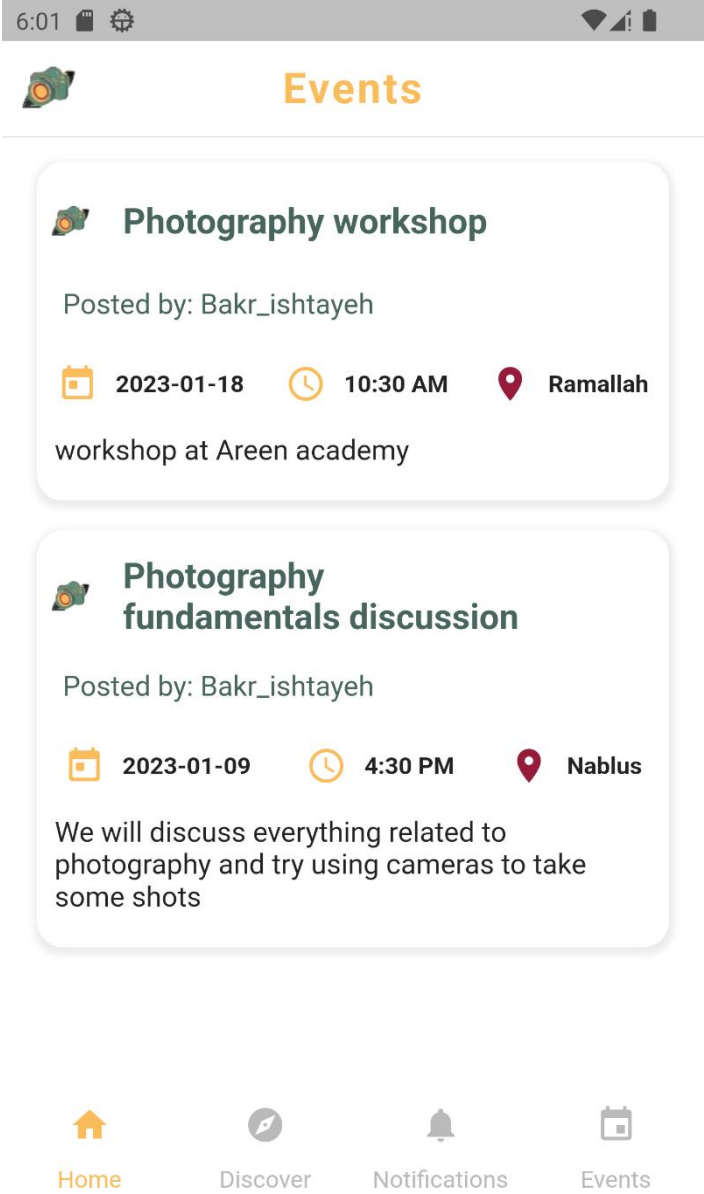 6:01
Events
Photography workshop
Posted by: Bakr_ishtayeh
2023-01-18 10:30 AM Ramallah
workshop at Areen academy
Photography
fundamentals discussion
Posted by: Bakr_ishtayeh
2023-01-09 4:30 PM Nablus
We will discuss everything related to
photography and try using cameras to take
some shots
Home Discover Notifications Events